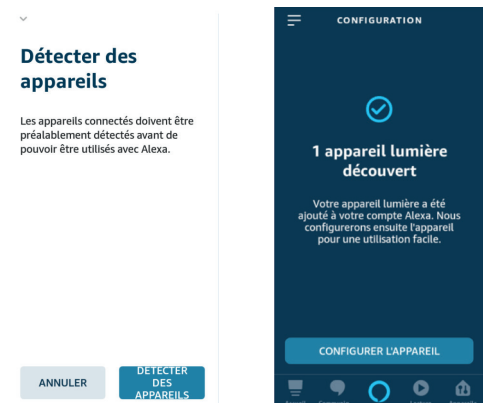 Détecter des
appareils
Les appareils connectés doivent être
préalablement détectés avant de
pouvoir être utilisés avec Alexa.
ANNULER
DÉTECTER
DES
APPAREILS
CONFIGURATION
1 appareil lumière
découvert
Votre appareil lumière a été
ajouté à votre compte Alexa. Nous
configurerons ensuite l'appareil
pour une utilisation facile.
CONFIGURER L'APPAREIL